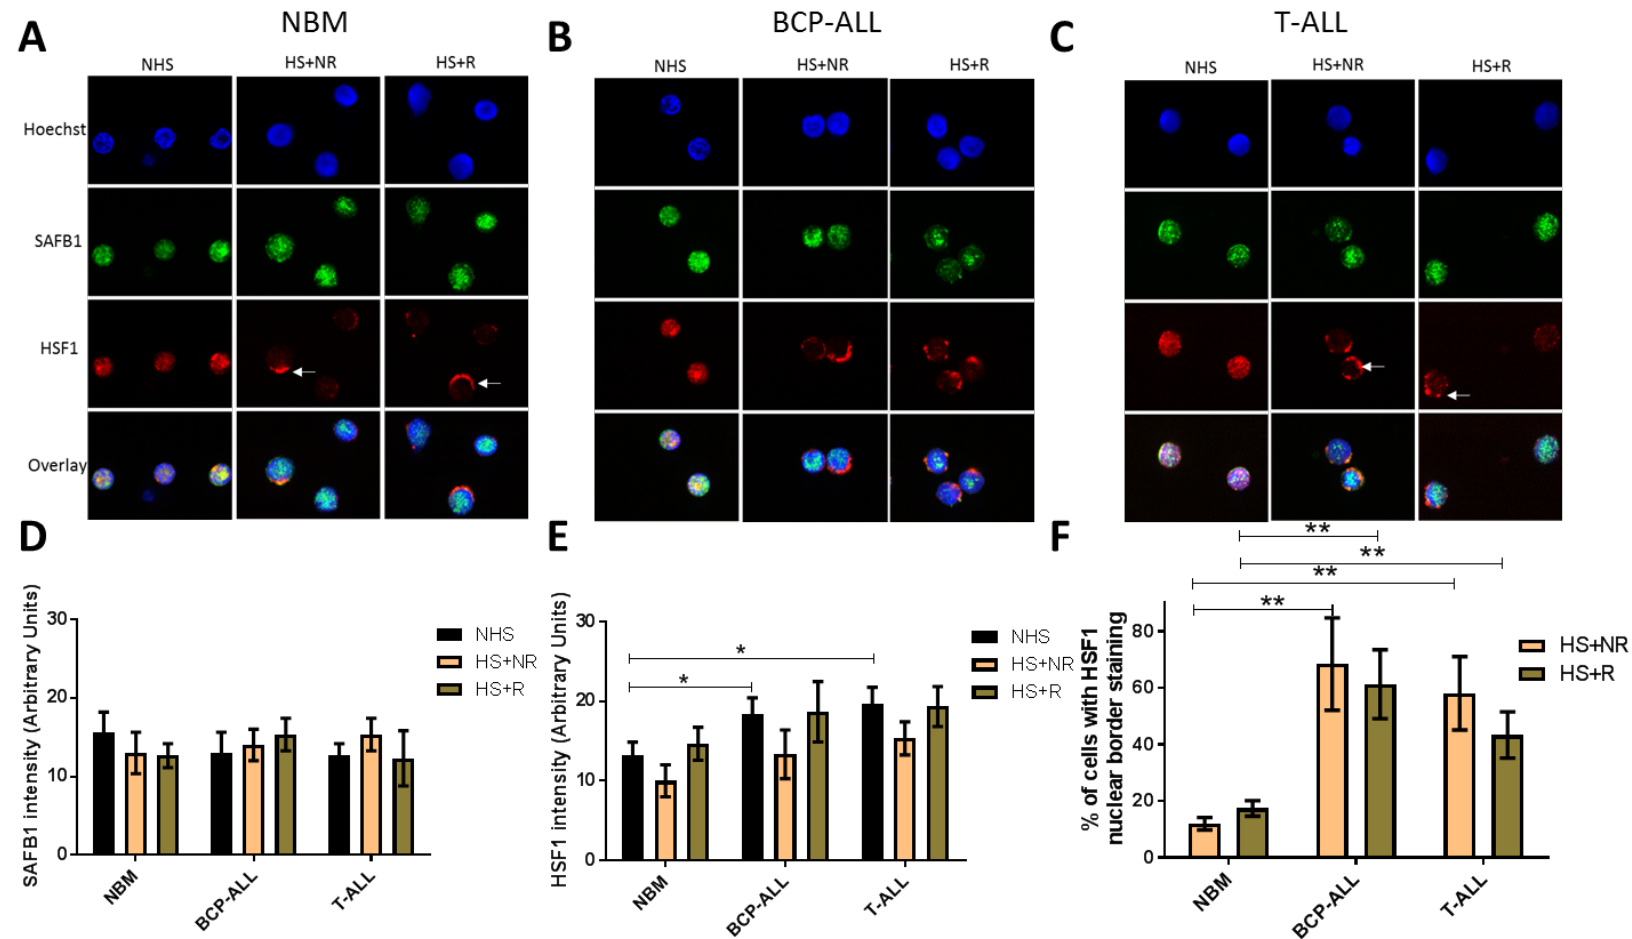 A
NBM
B
BCP-ALL
C
T-ALL
NHS
HS+NR
HS+R
NHS
HS+NR
HS+R
NHS
HS+NR
HS+R
Hoechst
SAFB1
HSF1
Overlay
D
SAFB1 intensity (Arbitrary Units)
30
20
10
0
NBM
BCP-ALL
T-ALL
NHS
HS+NR
HS+R
E
HSF1 intensity (Arbitrary Units)
30
20
10
0
*
*
NBM
BCP-ALL
T-ALL
NHS
HS+NR
HS+R
F
% of cells with HSF1
nuclear border staining
80
60
40
20
0
**
**
**
**
NBM
BCP-ALL
T-ALL
HS+NR
HS+R